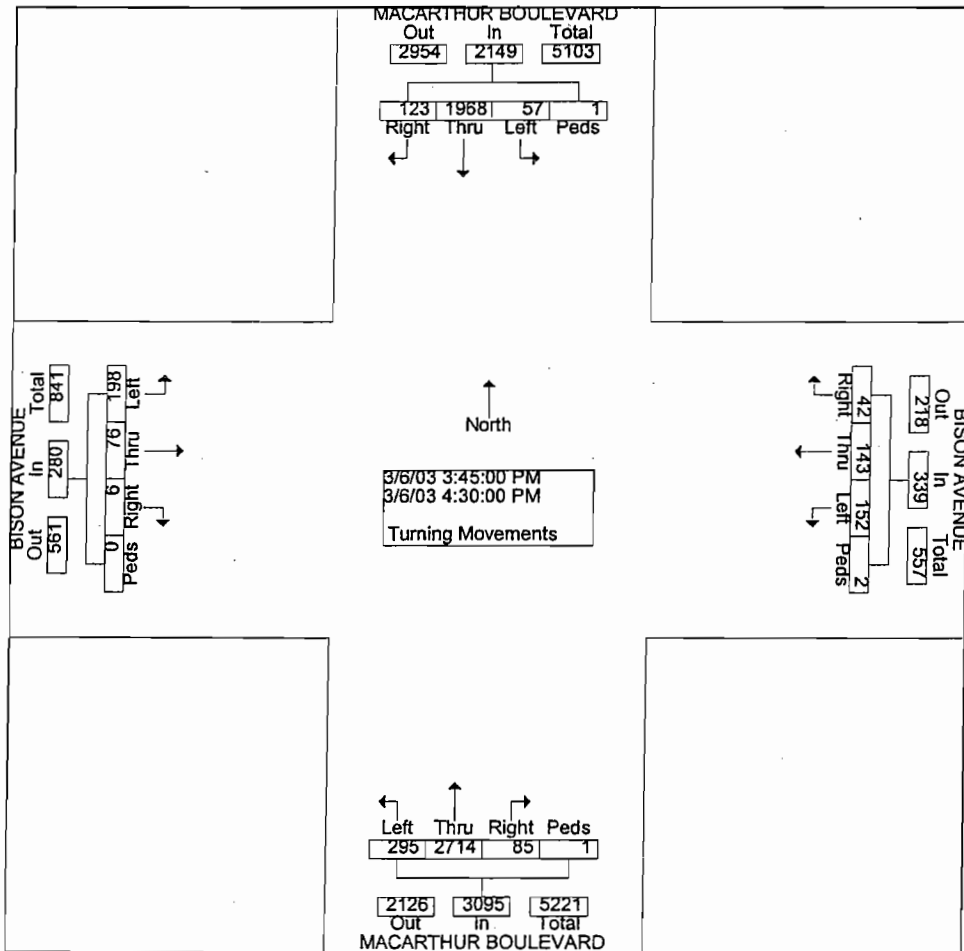 MACARTHUR BOULEVARD
Out In Total
2954 2149 5103
123 1968 57 1
Right Thru Left Peds
BISON AVENUE
Total In Out
841 280 561
198 76 6 0
Left Thru Right Peds
North
3/6/03 3:45:00 PM
3/6/03 4:30:00 PM
Turning Movements
Right Thru Left Peds
42 143 152 2
218 339 557
Out In Total
BISON AVENUE
Left Thru Right Peds
295 2714 85 1
2126 3095 5221
Out In Total
MACARTHUR BOULEVARD